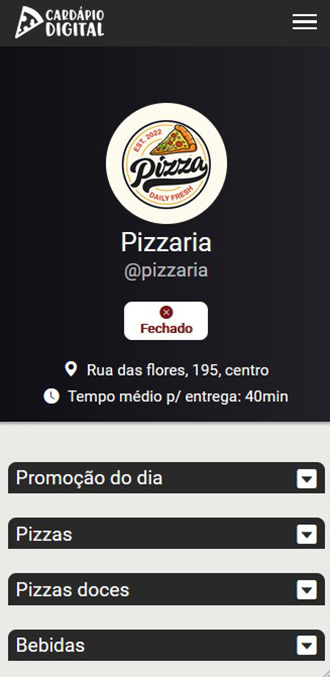 CARDÁPIO
DIGITAL
EST. 2022
Pizza
DAILY FRESH
Pizzaria
@pizzaria
Fechado
Rua das flores, 195, centro
Tempo médio p/ entrega: 40min
Promoção do dia
Pizzas
Pizzas doces
Bebidas